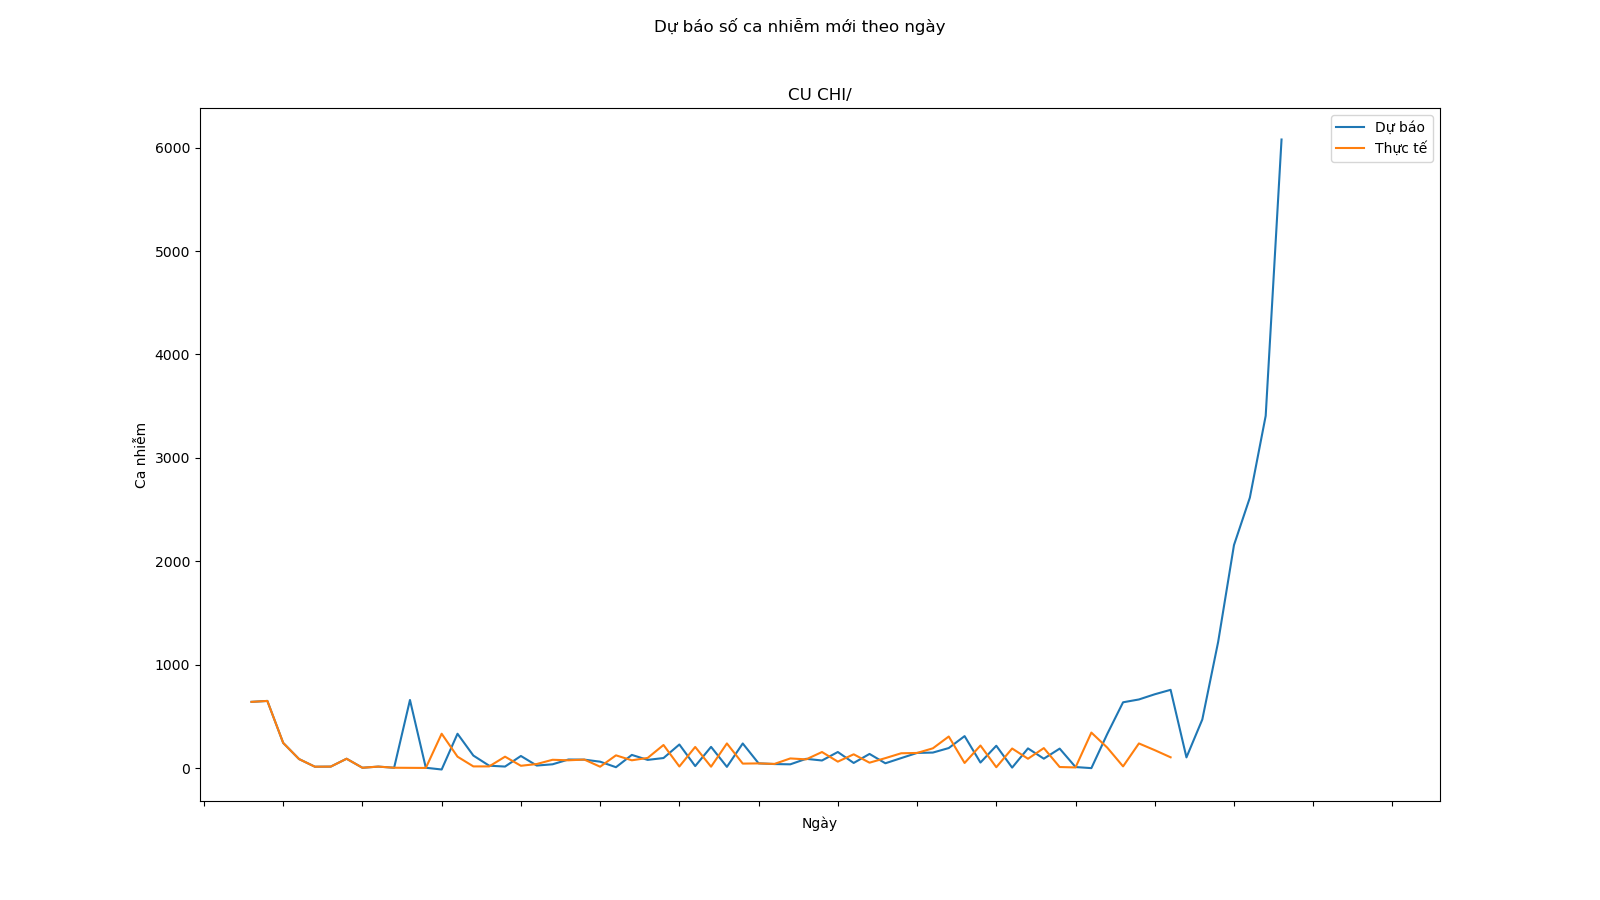 Dự báo số ca nhiễm mới theo ngày
CU CHI/
Dự báo
Thực tế
6000
5000
4000
3000
2000
1000
0
Ca nhiễm
Ngày